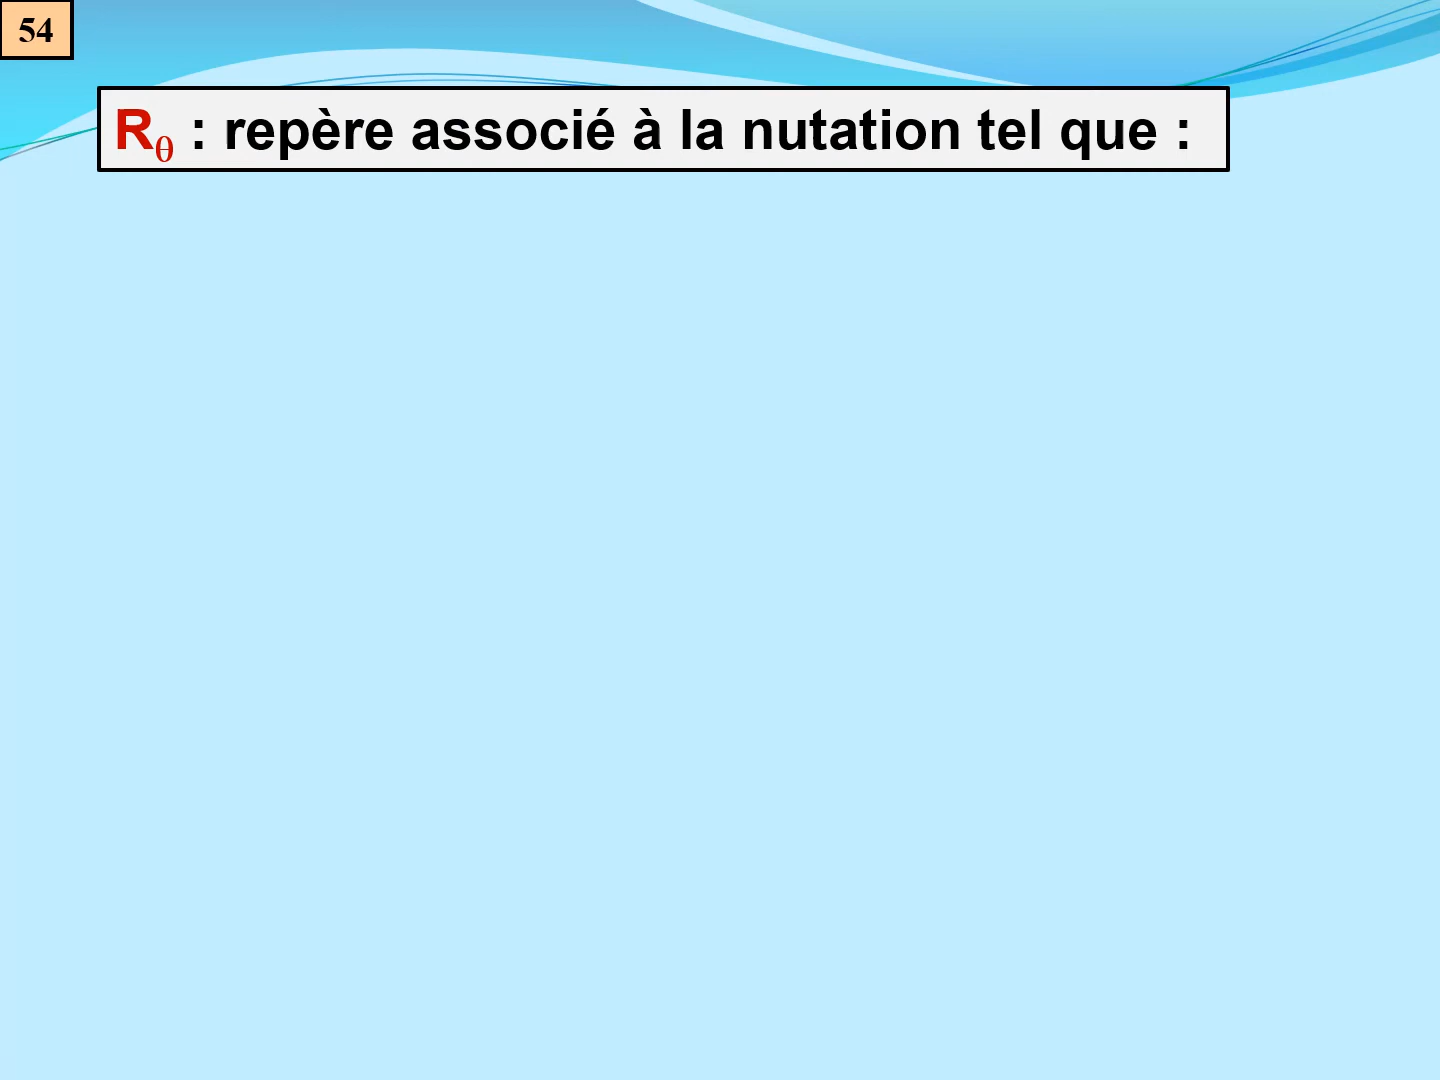 54
Rθ : repère associé à la nutation tel que :